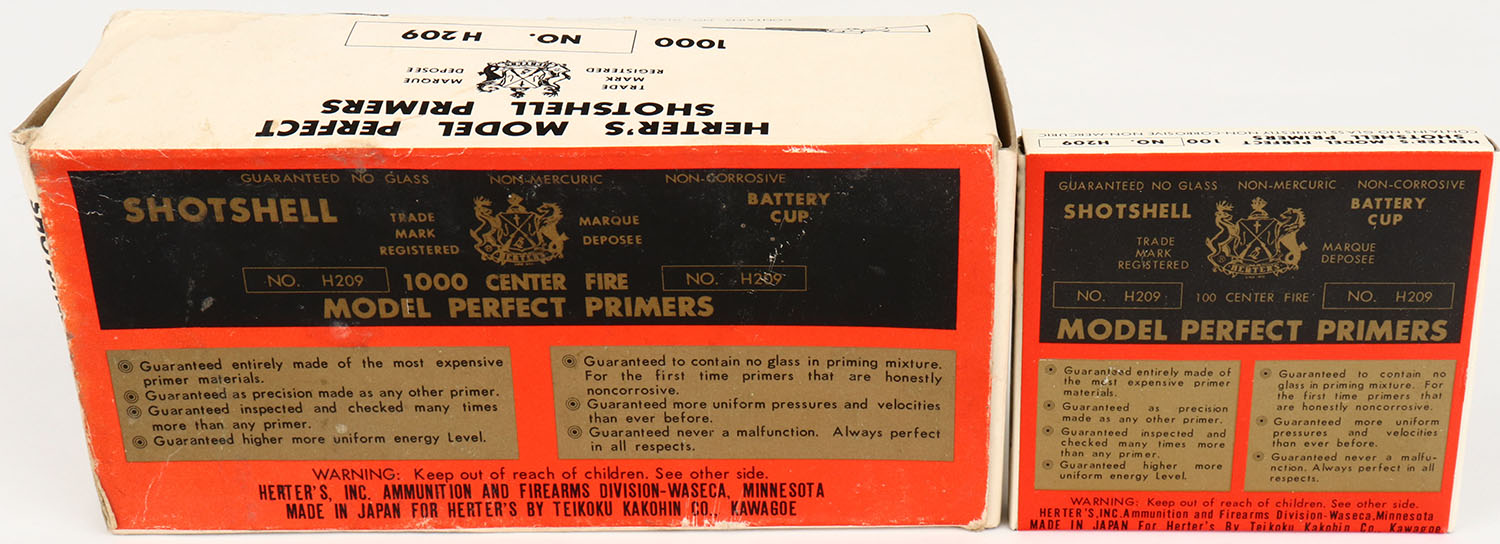 1000 NO. H209
TRADE MARK REGISTERED MARQUE DEPOSEE
HERTER'S MODEL PERFECT
SHOTSHELL PRIMERS
GUARANTEED NO GLASS NON-MERCURIC NON-CORROSIVE
SHOTSHELL
BATTERY
CUP
TRADE
MARK
REGISTERED
MARQUE
DEPOSEE
HERTER'S
NO. H209 1000 CENTER FIRE NO. H209
MODEL PERFECT PRIMERS
Guaranteed entirely made of the most expensive
primer materials.
Guaranteed as precision made as any other primer.
Guaranteed inspected and checked many times
more than any primer.
Guaranteed higher more uniform energy Level.
Guaranteed to contain no glass in priming mixture.
For the first time primers that are honestly
noncorrosive.
Guaranteed more uniform pressures and velocities
than ever before.
Guaranteed never a malfunction. Always perfect
in all respects.
WARNING: Keep out of reach of children. See other side.
HERTER'S, INC. AMMUNITION AND FIREARMS DIVISION-WASECA, MINNESOTA
MADE IN JAPAN FOR HERTER'S BY TEIKOKU KAKOHIN CO., KAWAGOE
HERTER'S MODEL PERFECT
SHOTSHELL PRIMERS
100 NO. H209
GUARANTEED NO GLASS NON-MERCURIC NON-CORROSIVE
SHOTSHELL
BATTERY
CUP
TRADE
MARK
REGISTERED
MARQUE
DEPOSEE
HERTER'S
NO. H209 100 CENTER FIRE NO. H209
MODEL PERFECT PRIMERS
Guaranteed entirely made of
the most expensive primer
materials.
Guaranteed as precision
made as any other primer.
Guaranteed inspected and
checked many times more
than any primer.
Guaranteed higher more
uniform energy Level.
Guaranteed to contain no
glass in priming mixture. For
the first time primers that
are honestly noncorrosive.
Guaranteed more uniform
pressures and velocities
than ever before.
Guaranteed never a malfu-
nction. Always perfect in all
respects.
WARNING: Keep out of reach of children. See other side.
HERTER'S,INC.Ammunition and Firearms Division-Waseca,Minnesota
MADE IN JAPAN For Herter's By Teikoku Kakohin Co., Kawagoe